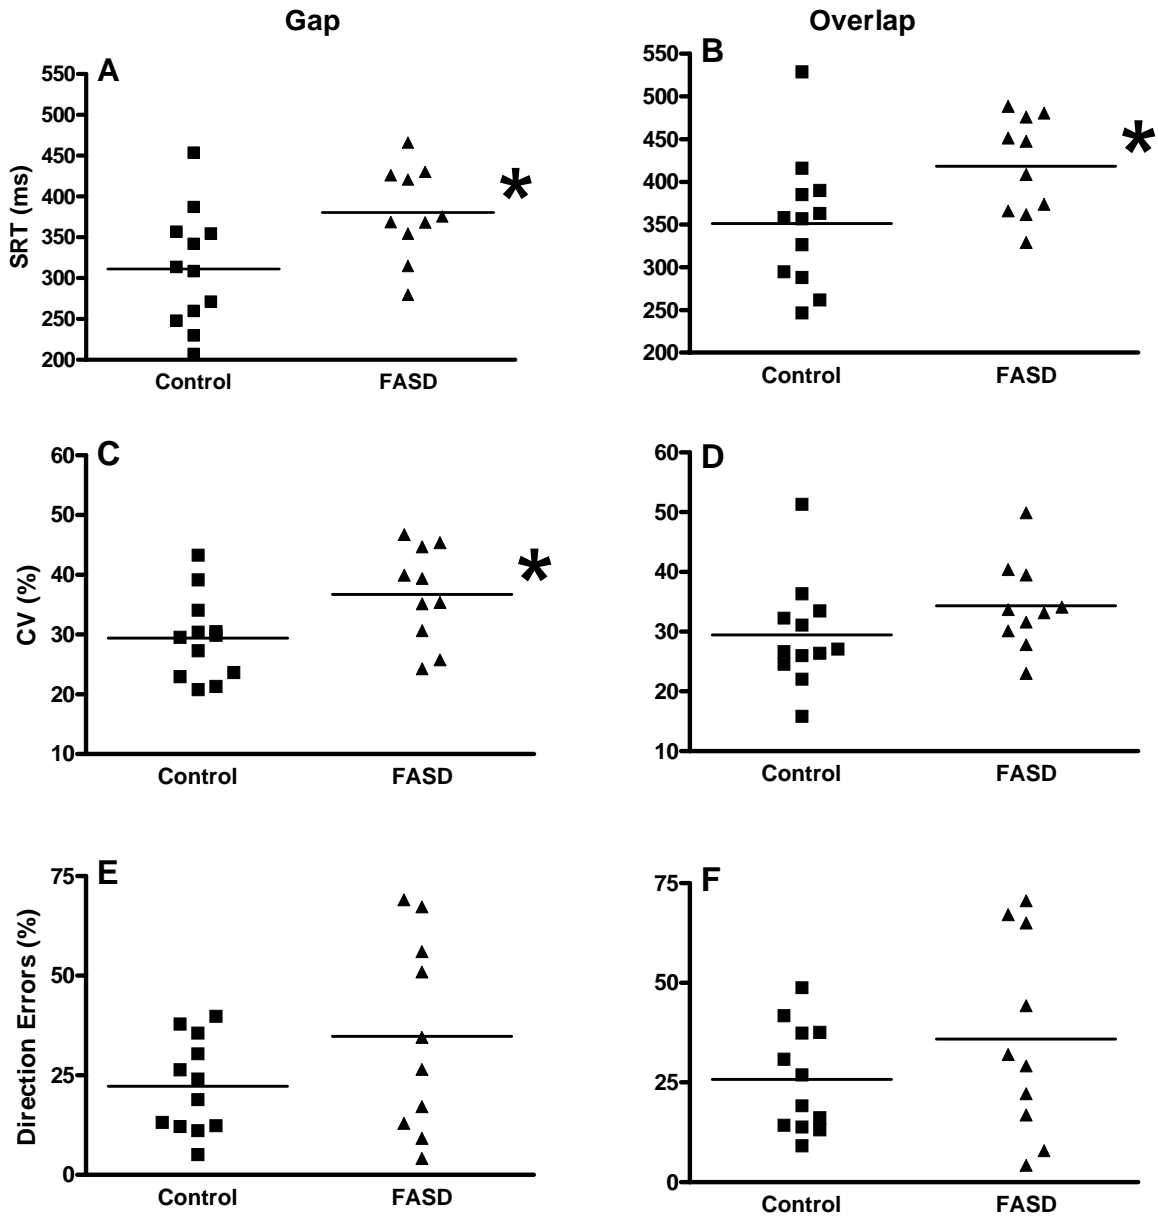 Gap
Overlap
A
SRT (ms)
550
500
450
400
350
300
250
200
*
Control
FASD
B
550
500
450
400
350
300
250
200
*
Control
FASD
C
CV (%)
60
50
40
30
20
10
*
Control
FASD
D
60
50
40
30
20
10
Control
FASD
E
Direction Errors (%)
75
50
25
0
Control
FASD
F
75
50
25
0
Control
FASD